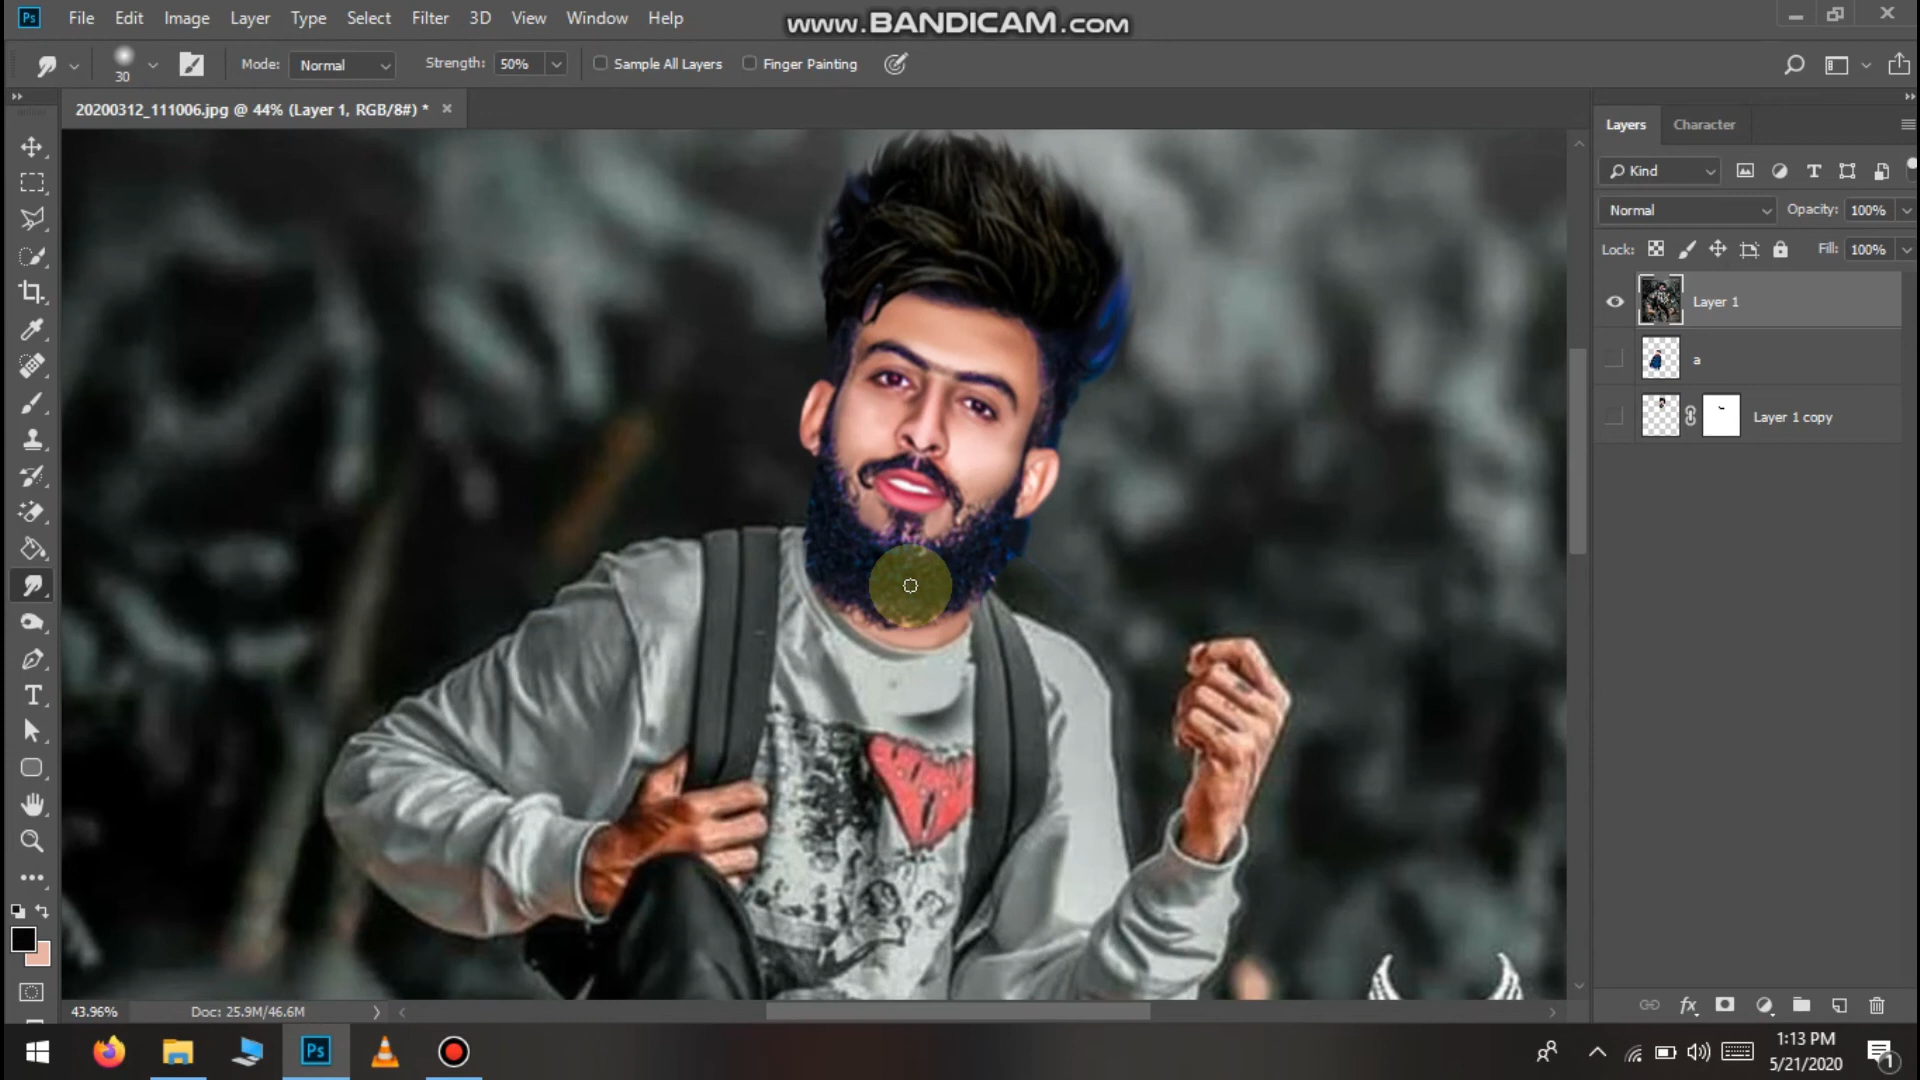 File Edit Image Layer Type Select Filter 3D View Window Help
www.BANDICAM.com
30 Mode: Normal Strength: 50% Sample All Layers Finger Painting
20200312_111006.jpg @ 44% (Layer 1, RGB/8#) *
Layers Character
Kind
Normal Opacity: 100%
Lock: Fill: 100%
Layer 1
a
Layer 1 copy
43.96% Doc: 25.9M/46.6M
Ps
1:13 PM
5/21/2020
1